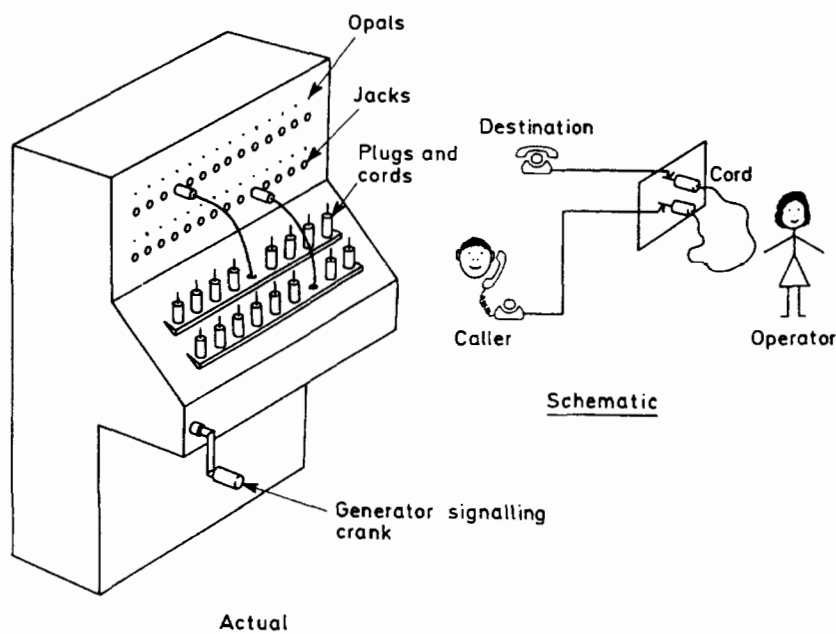 Opals
Jacks
Plugs and
cords
Generator signalling
crank
Actual
Destination
Cord
Caller
Operator
Schematic